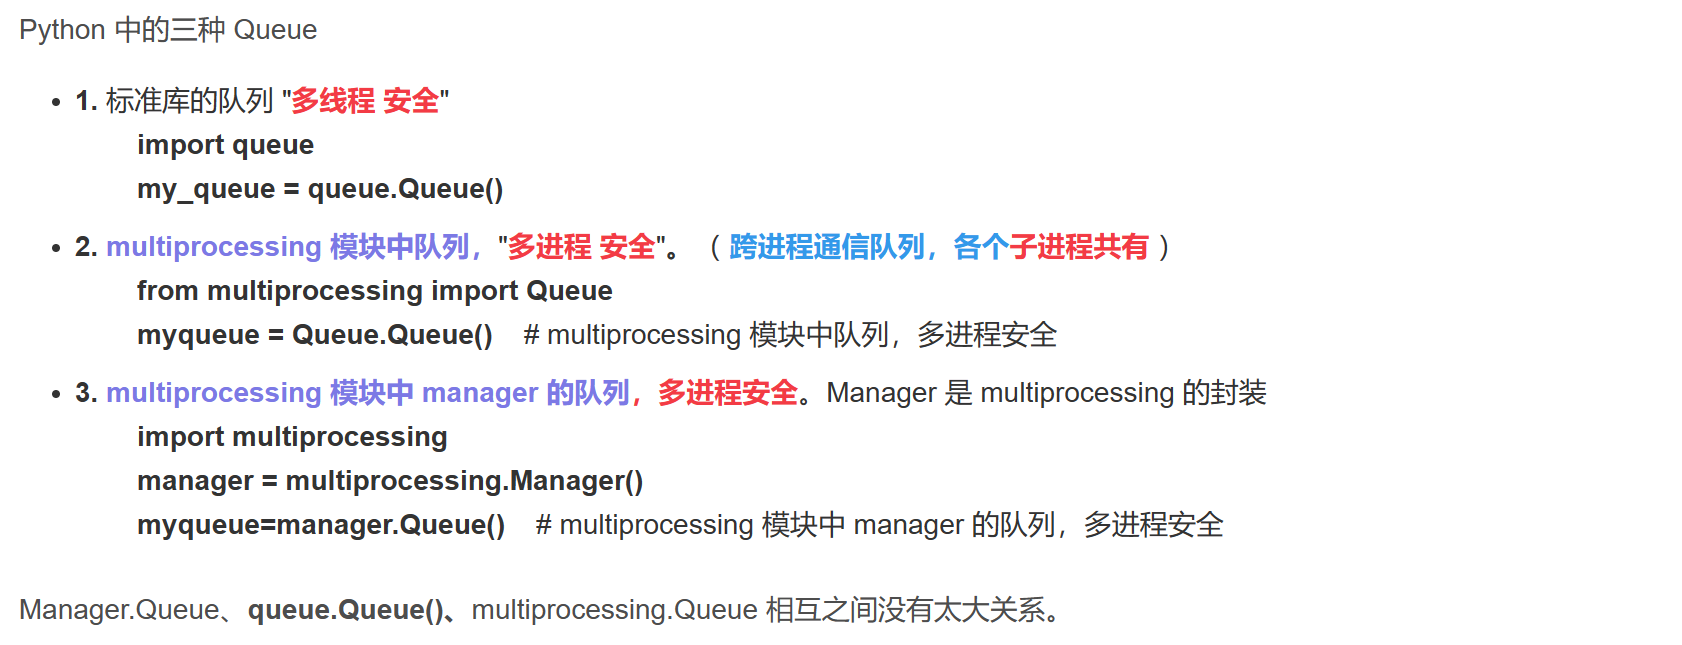 Python 中的三种 Queue
1. 标准库的队列 "多线程 安全"
import queue
my_queue = queue.Queue()
2. multiprocessing 模块中队列，"多进程 安全"。（ 跨进程通信队列，各个子进程共有 ）
from multiprocessing import Queue
myqueue = Queue.Queue()    # multiprocessing 模块中队列，多进程安全
3. multiprocessing 模块中 manager 的队列，多进程安全。Manager 是 multiprocessing 的封装
import multiprocessing
manager = multiprocessing.Manager()
myqueue=manager.Queue()    # multiprocessing 模块中 manager 的队列，多进程安全
Manager.Queue、queue.Queue()、multiprocessing.Queue 相互之间没有太大关系。